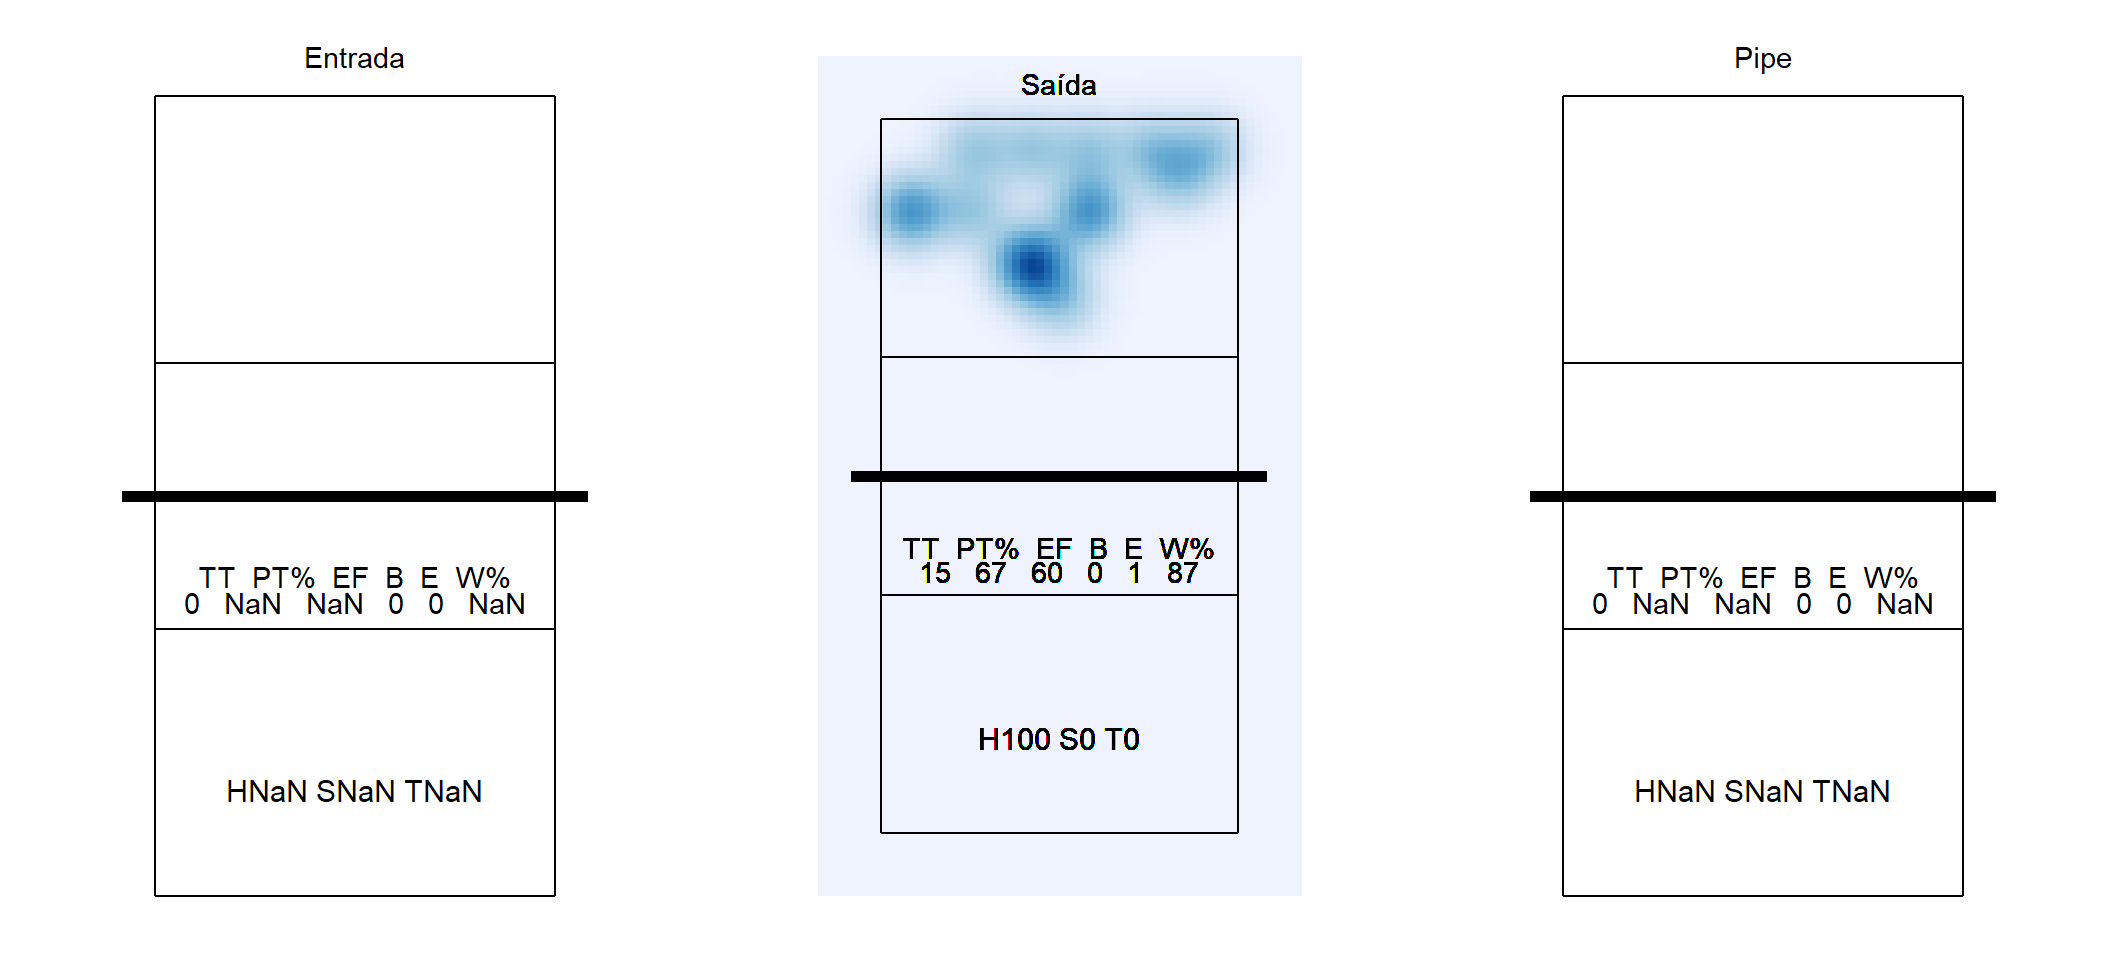 Entrada
TT PT% EF B E W%
0 NaN NaN 0 0 NaN
HNaN SNaN TNaN
Saída
TT PT% EF B E W%
15 67 60 0 1 87
H100 S0 T0
Pipe
TT PT% EF B E W%
0 NaN NaN 0 0 NaN
HNaN SNaN TNaN